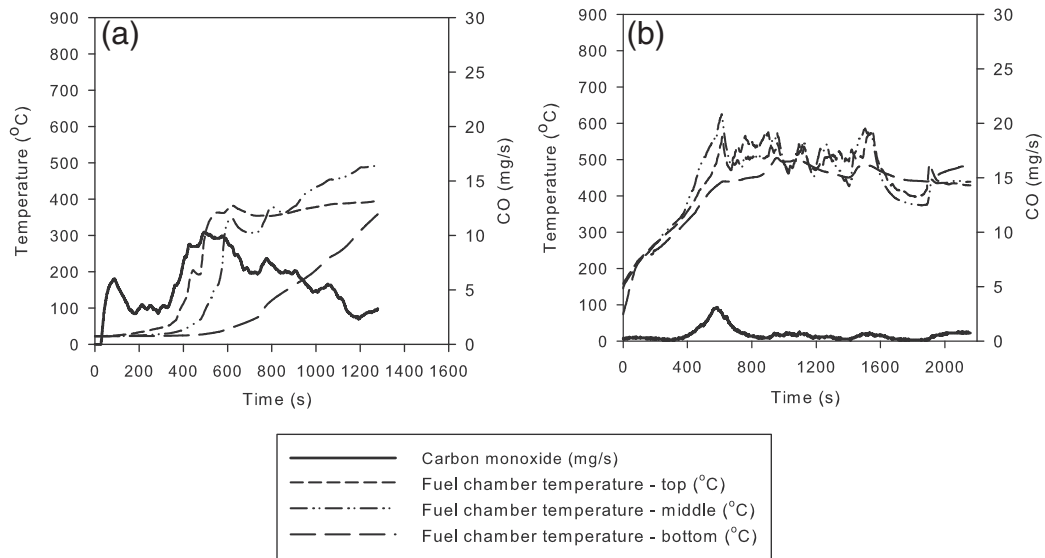 (a)
900
800
700
600
500
400
300
200
100
0
Temperature (°C)
30
25
20
15
10
5
0
CO (mg/s)
0 200 400 600 800 1000 1200 1400 1600
Time (s)
(b)
900
800
700
600
500
400
300
200
100
0
Temperature (°C)
30
25
20
15
10
5
0
CO (mg/s)
0 400 800 1200 1600 2000
Time (s)
Carbon monoxide (mg/s)
Fuel chamber temperature - top (°C)
Fuel chamber temperature - middle (°C)
Fuel chamber temperature - bottom (°C)